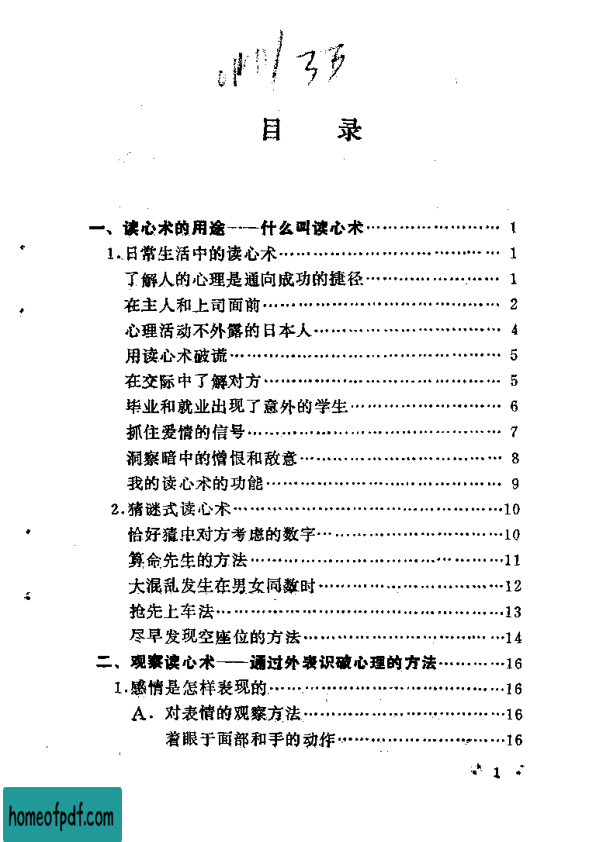 目 录
一、读心术的用途——什么叫读心术…………………… 1
1.日常生活中的读心术…………………………… 1
了解人的心理是通向成功的捷径………………… 1
在主人和上司面前……………………………… 2
心理活动不外露的日本人………………………… 4
用读心术破谎…………………………………… 5
在交际中了解对方……………………………… 5
毕业和就业出现了意外的学生…………………… 6
抓住爱情的信号………………………………… 7
洞察暗中的憎恨和敌意…………………………… 8
我的读心术的功能……………………………… 9
2.猜谜式读心术…………………………………10
恰好猜中对方考虑的数字………………………10
算命先生的方法…………………………………11
大混乱发生在男女同数时………………………12
抢先上车法………………………………………13
尽早发现空座位的方法…………………………14
二、观察读心术——通过外表识破心理的方法…………16
1.感情是怎样表现的……………………………16
A. 对表情的观察方法…………………………16
着眼于面部和手的动作……………………16
1
homeofpdf.com